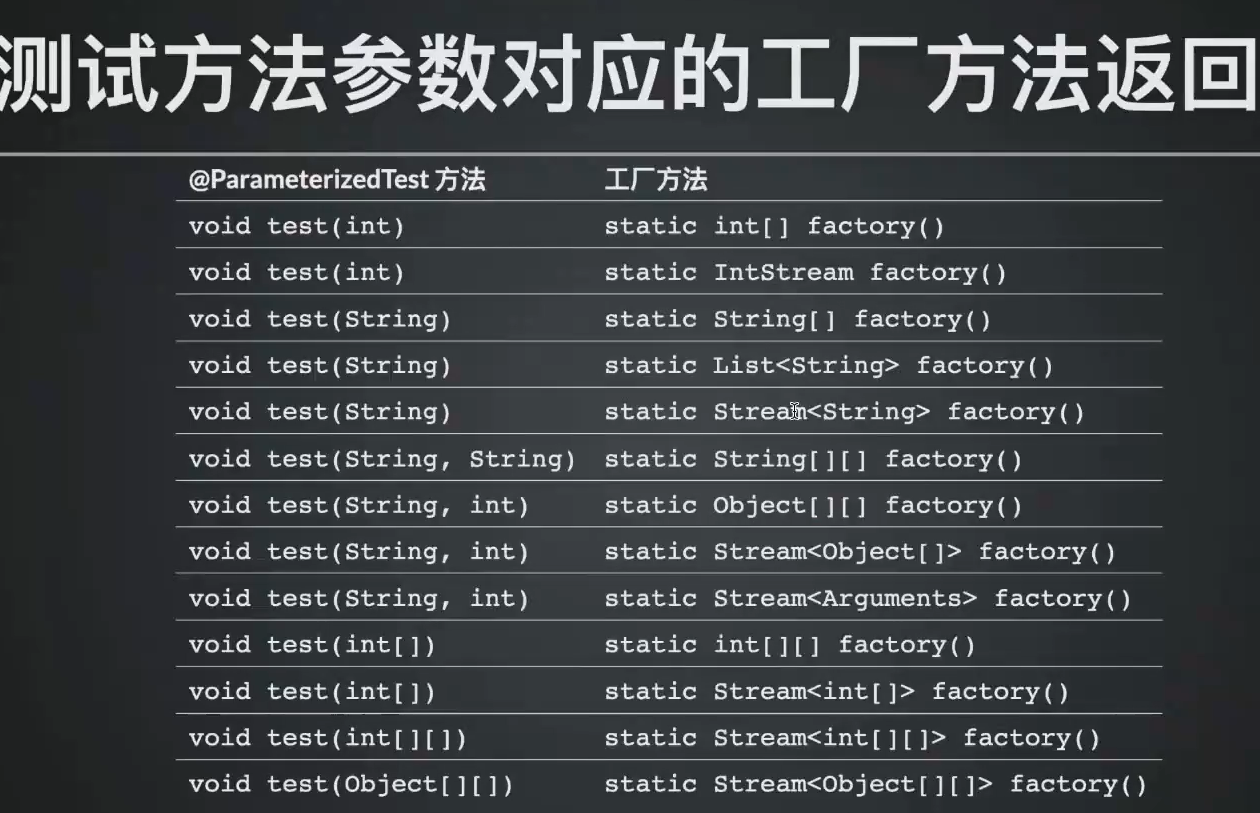 测试方法参数对应的工厂方法返回
@ParameterizedTest 方法 工厂方法
void test(int) static int[] factory()
void test(int) static IntStream factory()
void test(String) static String[] factory()
void test(String) static List<String> factory()
void test(String) static Stream<String> factory()
void test(String, String) static String[][] factory()
void test(String, int) static Object[][] factory()
void test(String, int) static Stream<Object[]> factory()
void test(String, int) static Stream<Arguments> factory()
void test(int[]) static int[][] factory()
void test(int[]) static Stream<int[]> factory()
void test(int[][]) static Stream<int[][]> factory()
void test(Object[][]) static Stream<Object[][]> factory()